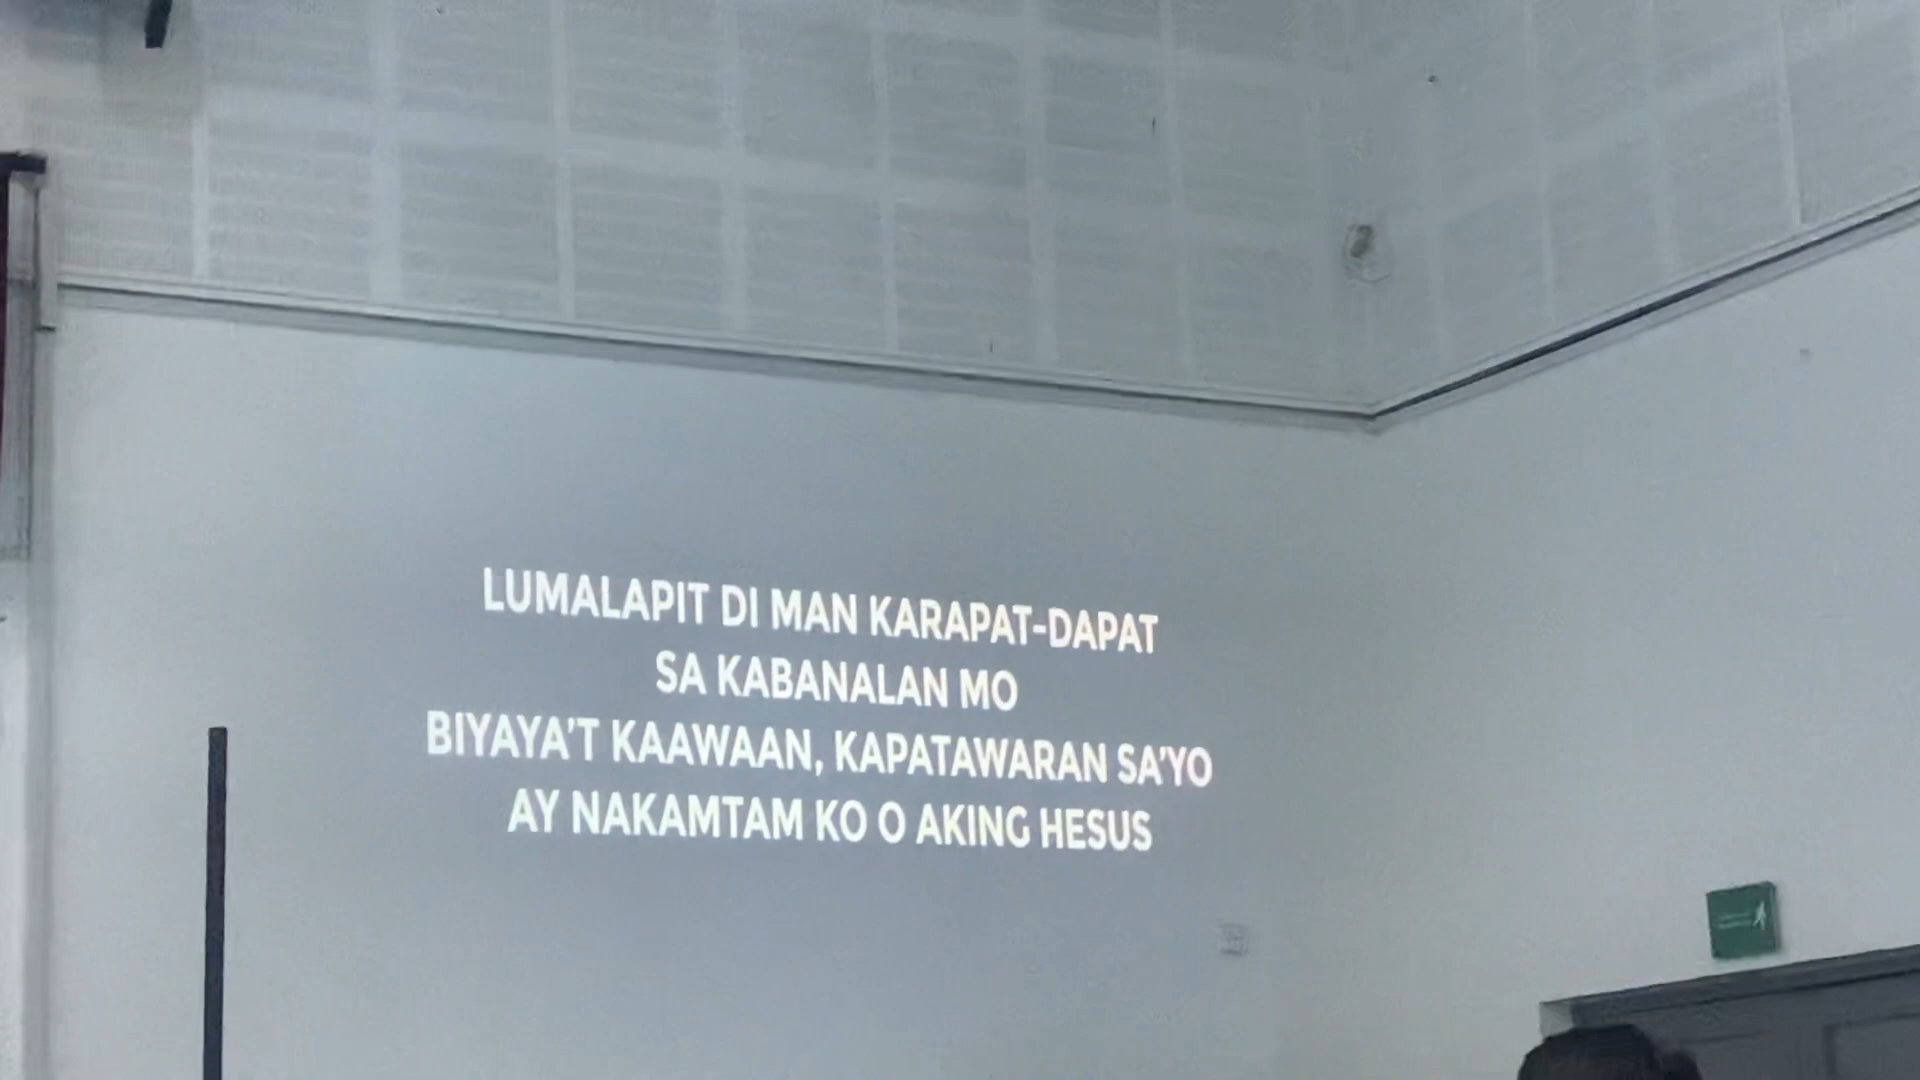 LUMALAPIT DI MAN KARAPAT-DAPAT
SA KABANALAN MO
BIYAYA'T KAAWAAN, KAPATAWARAN SA'YO
AY NAKAMTAM KO O AKING HESUS